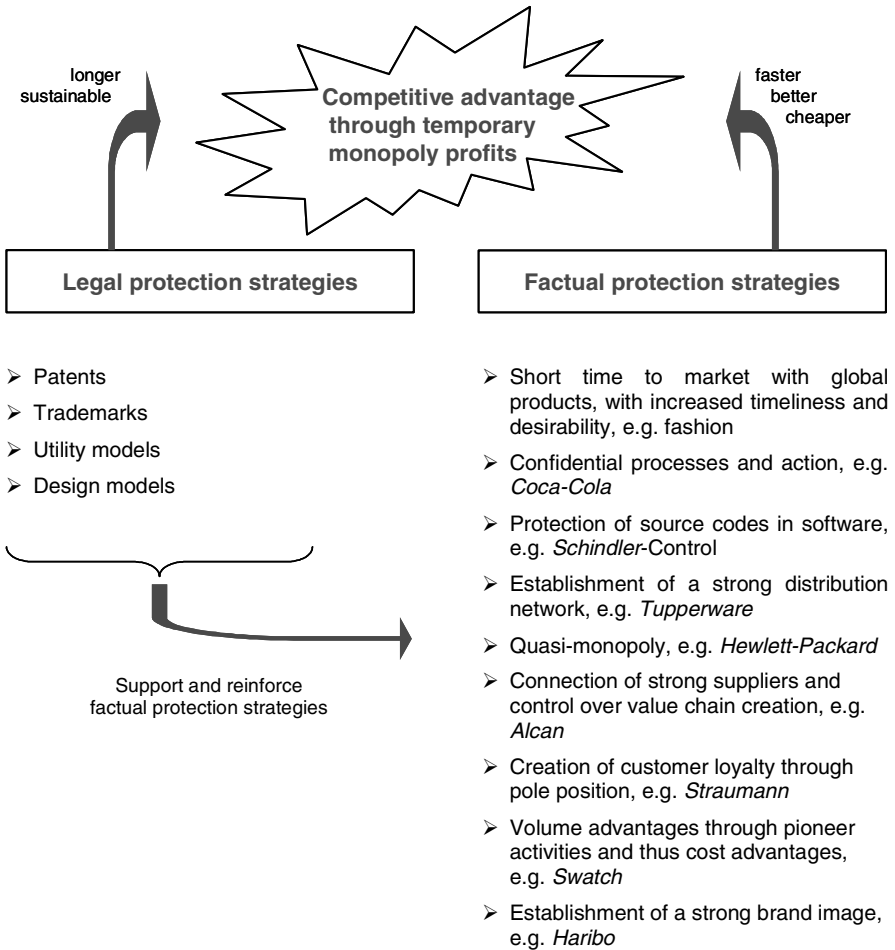 longer
sustainable
faster
better
cheaper
Competitive advantage
through temporary
monopoly profits
Legal protection strategies
➢ Patents
➢ Trademarks
➢ Utility models
➢ Design models
Support and reinforce
factual protection strategies
Factual protection strategies
➢ Short time to market with global
products, with increased timeliness and
desirability, e.g. fashion
➢ Confidential processes and action, e.g.
Coca-Cola
➢ Protection of source codes in software,
e.g. Schindler-Control
➢ Establishment of a strong distribution
network, e.g. Tupperware
➢ Quasi-monopoly, e.g. Hewlett-Packard
➢ Connection of strong suppliers and
control over value chain creation, e.g.
Alcan
➢ Creation of customer loyalty through
pole position, e.g. Straumann
➢ Volume advantages through pioneer
activities and thus cost advantages,
e.g. Swatch
➢ Establishment of a strong brand image,
e.g. Haribo